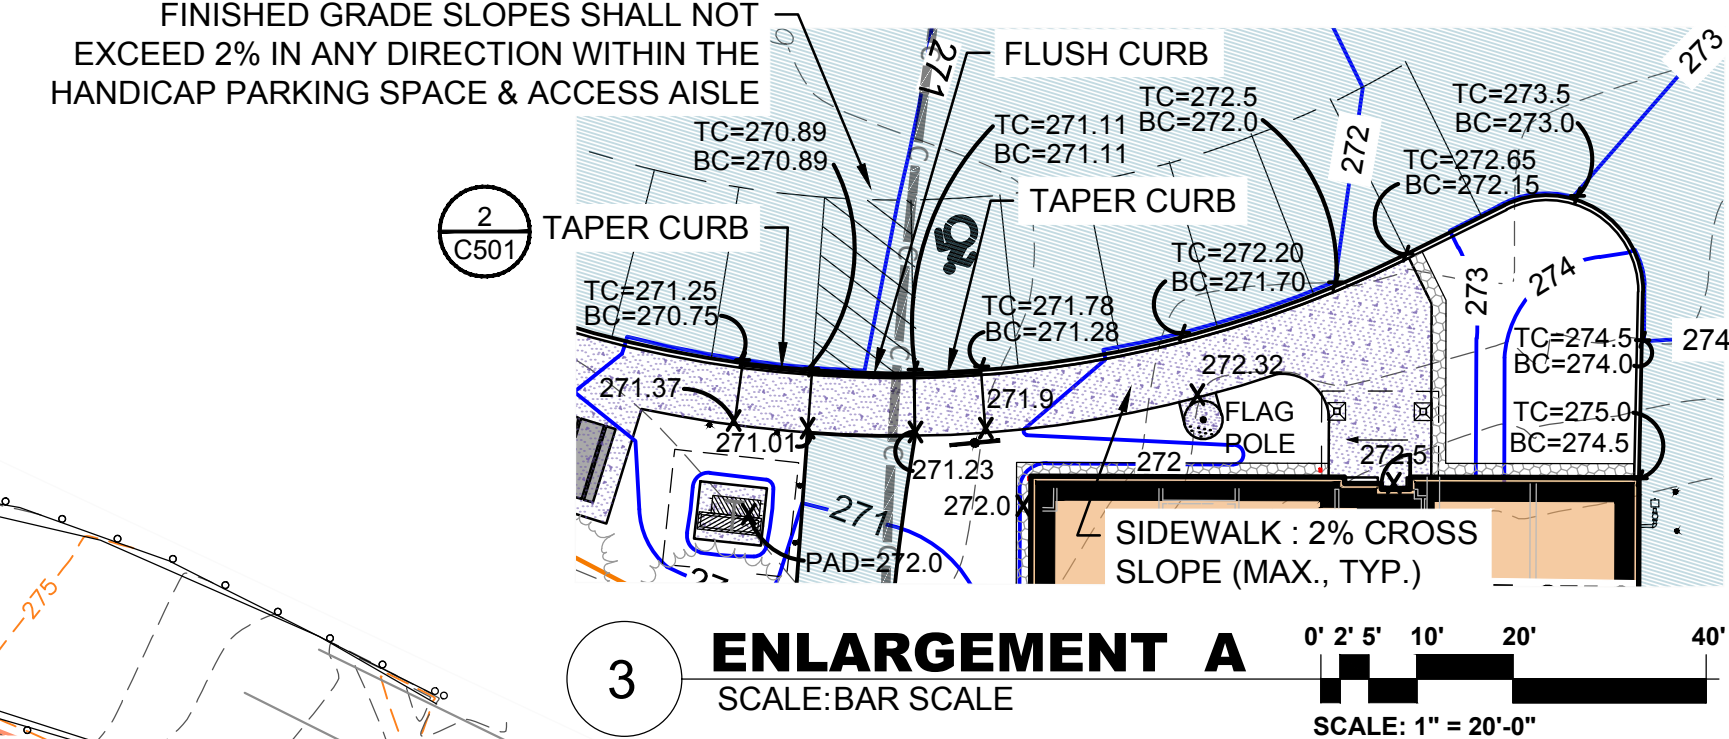 FINISHED GRADE SLOPES SHALL NOT
EXCEED 2% IN ANY DIRECTION WITHIN THE
HANDICAP PARKING SPACE & ACCESS AISLE
271
FLUSH CURB
273
TC=272.5
BC=272.0
TC=273.5
BC=273.0
TC=270.89
BC=270.89
TC=271.11
BC=271.11
272
TC=272.65
BC=272.15
2
C501
TAPER CURB
TAPER CURB
C
C
C
C
C
TC=272.20
BC=271.70
273
274
TC=271.25
BC=270.75
TC=271.78
BC=271.28
TC=274.5
BC=274.0
274
271.37
272.32
271.9
FLAG
POLE
TC=275.0
BC=274.5
271.01
271.23
272
272.5
272.0
271
PAD=272.0
SIDEWALK : 2% CROSS
SLOPE (MAX., TYP.)
275
3
ENLARGEMENT A
SCALE:BAR SCALE
0' 2' 5' 10' 20' 40'
SCALE: 1" = 20'-0"